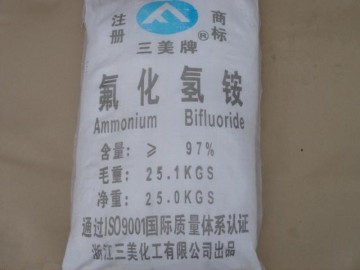 注册 商标
®
三美牌
氟化氢铵
Ammonium Bifluoride
含量: ≥ 97%
毛重: 25.1KGS
净重: 25.0KGS
通过ISO9001国际质量体系认证
浙江三美化工有限公司出品